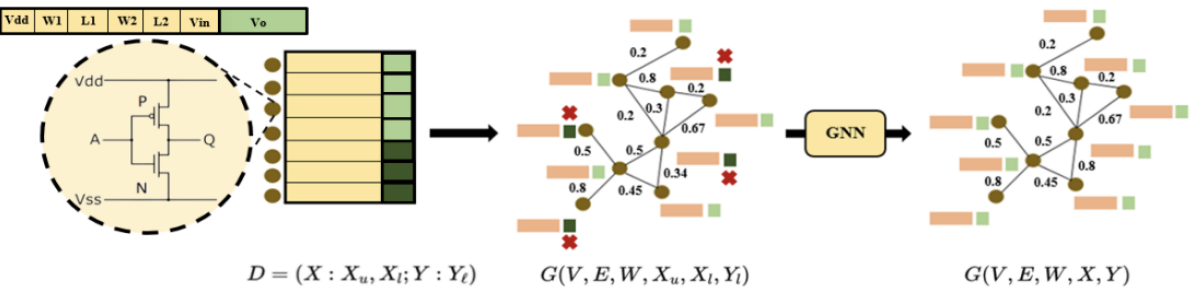 Vdd W1 L1 W2 L2 Vin Vo
Vdd
P
A
Q
N
Vss
D = (X : X_u, X_l; Y : Y_ℓ)
0.2
0.8
0.2
0.3
0.2
0.67
0.5
0.5
0.34
0.8
0.45
G(V, E, W, X_u, X_l, Y_l)
GNN
0.2
0.8
0.2
0.3
0.2
0.67
0.5
0.5
0.8
0.8
0.45
G(V, E, W, X, Y)